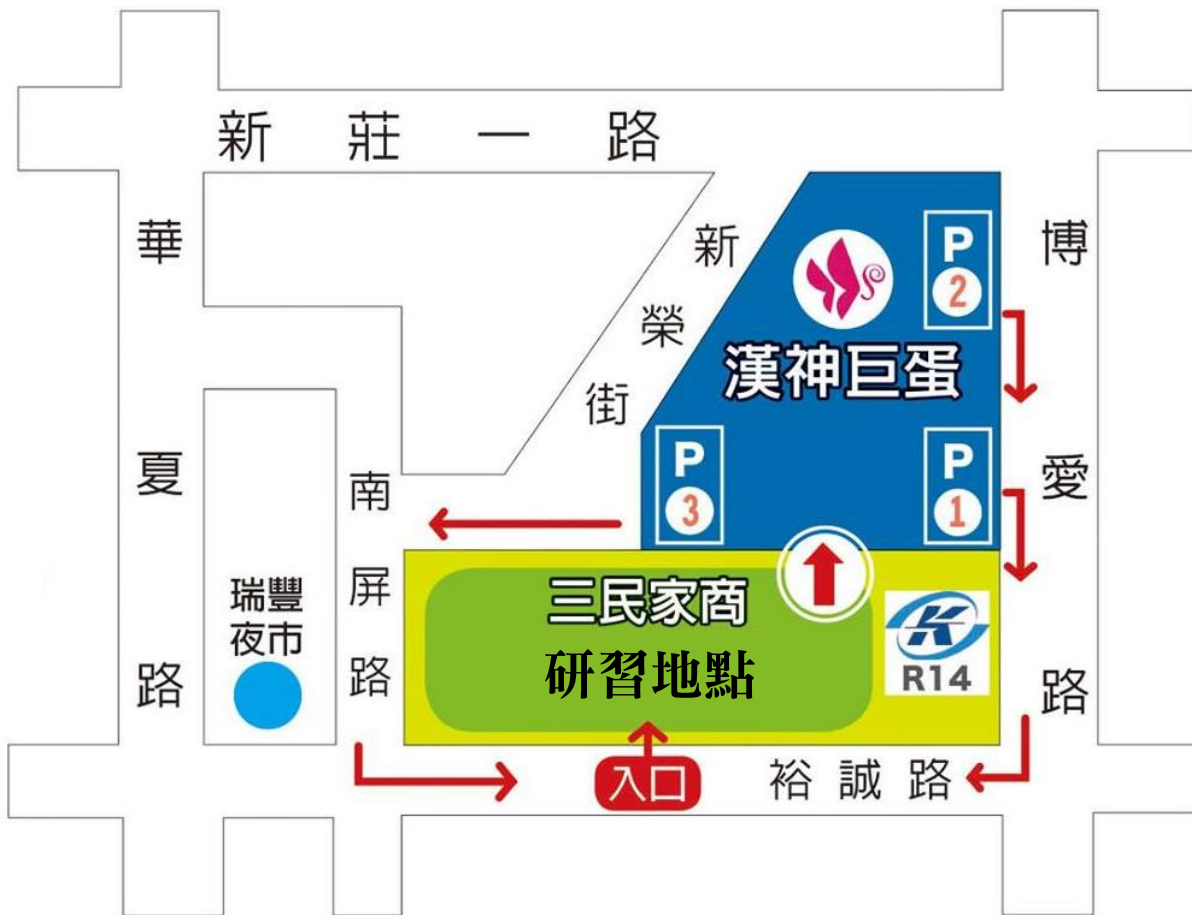 新莊一路
華夏路
新榮街
博愛路
P
2
漢神巨蛋
P
3
P
1
南屏路
瑞豐
夜市
三民家商
研習地點
K
R14
入口
裕誠路